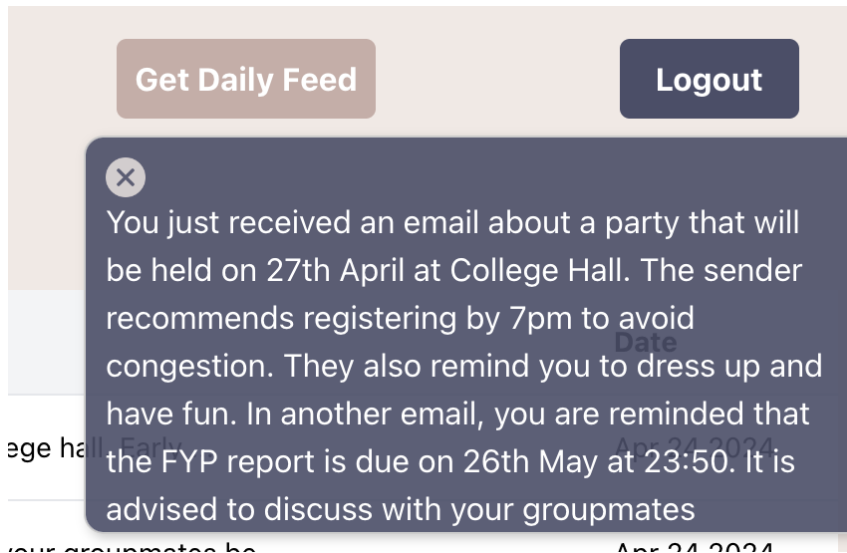 Get Daily Feed
Logout
You just received an email about a party that will
be held on 27th April at College Hall. The sender
recommends registering by 7pm to avoid
congestion. They also remind you to dress up and
have fun. In another email, you are reminded that
the FYP report is due on 26th May at 23:50. It is
advised to discuss with your groupmates
Date
ege hall. Early
Apr 24 2024
your groupmates be
Apr 24 2024